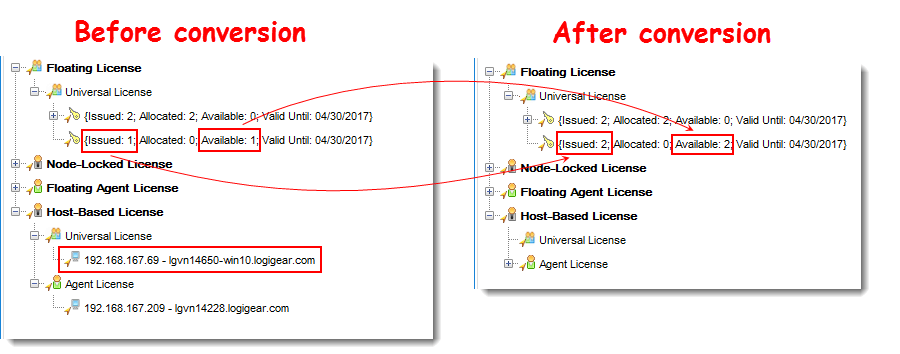 Before conversion
Floating License
Universal License
{Issued: 2; Allocated: 2; Available: 0; Valid Until: 04/30/2017}
{Issued: 1; Allocated: 0; Available: 1; Valid Until: 04/30/2017}
Node-Locked License
Floating Agent License
Host-Based License
Universal License
192.168.167.69 - lgvn14650-win10.logigear.com
Agent License
192.168.167.209 - lgvn14228.logigear.com
After conversion
Floating License
Universal License
{Issued: 2; Allocated: 2; Available: 0; Valid Until: 04/30/2017}
{Issued: 2; Allocated: 0; Available: 2; Valid Until: 04/30/2017}
Node-Locked License
Floating Agent License
Host-Based License
Universal License
Agent License